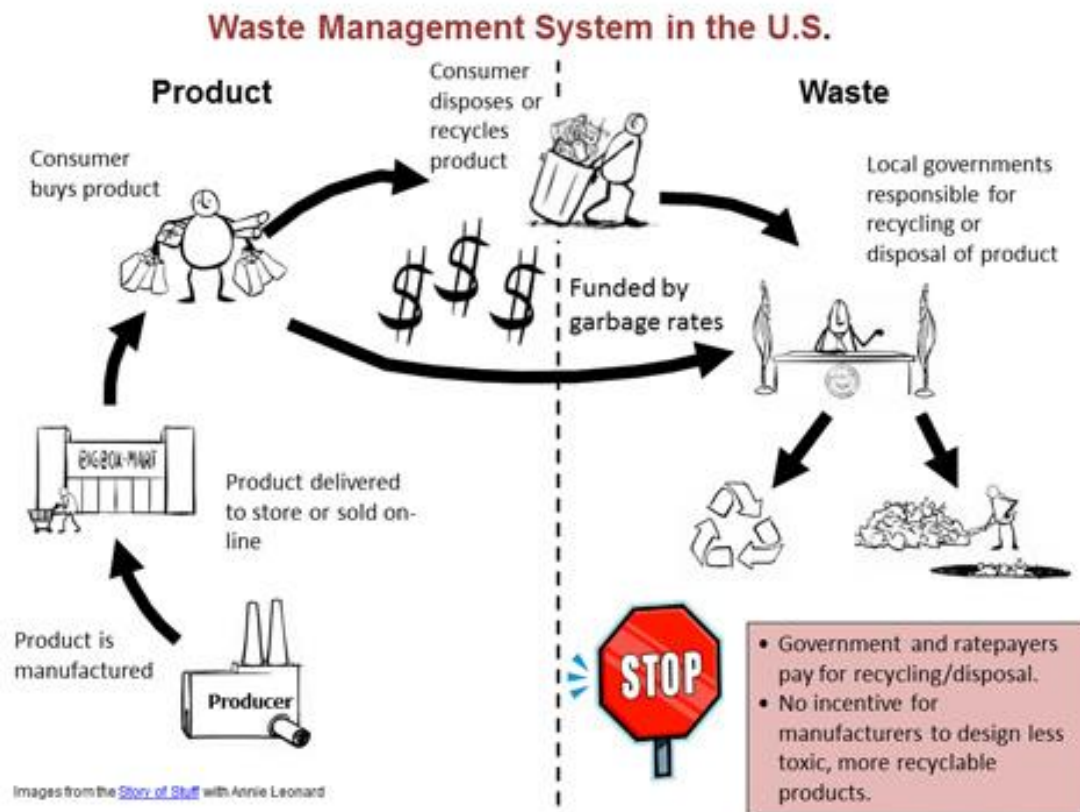 Waste Management System in the U.S.
Product
Waste
Consumer
disposes or
recycles
product
Consumer
buys product
Local governments
responsible for
recycling or
disposal of product
$ $ $
Funded by
garbage rates
BIGBOX-MART
Product delivered
to store or sold on-
line
Product is
manufactured
Producer
STOP
• Government and ratepayers
pay for recycling/disposal.
• No incentive for
manufacturers to design less
toxic, more recyclable
products.
Images from the Story of Stuff with Annie Leonard